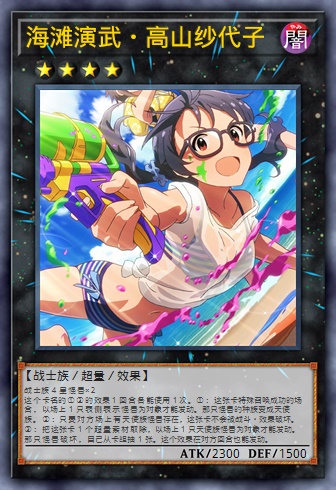 海滩演武・高山纱代子
やみ
闇
【战士族／超量／效果】
战士族４星怪兽×２
这个卡名的①②的效果１回合各能使用１次。①：这张卡特殊召唤成功的场
合，以场上１只表侧表示怪兽为对象才能发动。那只怪兽的种族变成天使
族。②：只要对方场上有天使族怪兽存在，这张卡不会被战斗・效果破坏。
③：把这张卡１个超量素材取除，以场上１只天使族怪兽为对象才能发动。
那只怪兽破坏，自己从卡组抽１张。这个效果在对方回合也能发动。
ATK/2300 DEF/1500